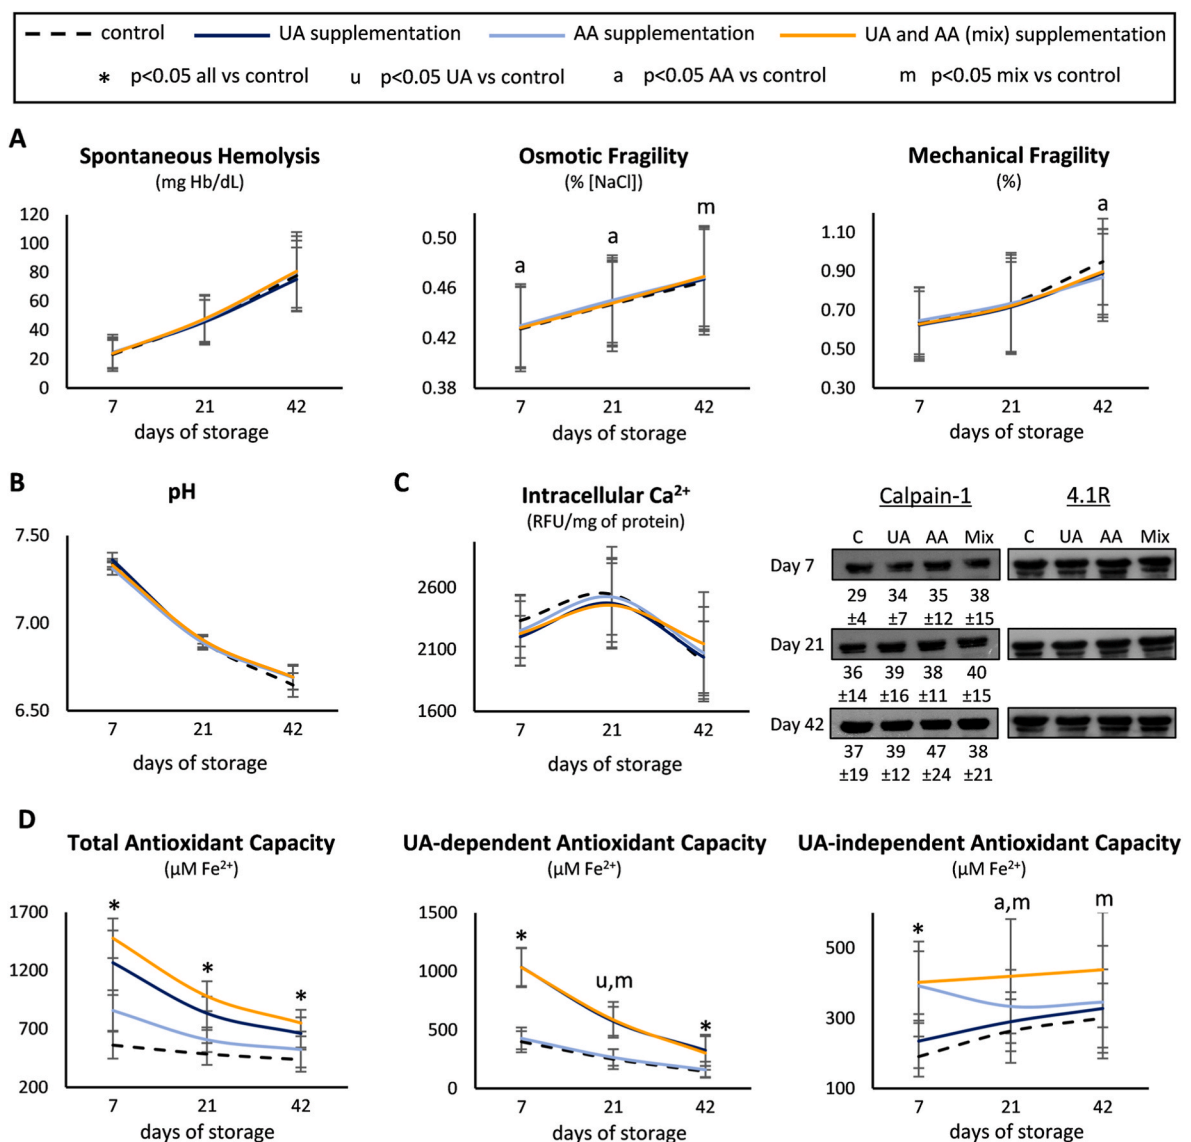 control UA supplementation AA supplementation UA and AA (mix) supplementation
* p<0.05 all vs control u p<0.05 UA vs control a p<0.05 AA vs control m p<0.05 mix vs control
A
Spontaneous Hemolysis
(mg Hb/dL)
120
100
80
60
40
20
0
7 21 42
days of storage
Osmotic Fragility
(% [NaCl])
a a m
0.50
0.46
0.42
0.38
7 21 42
days of storage
Mechanical Fragility
(%)
a
1.10
0.90
0.70
0.50
0.30
7 21 42
days of storage
B
pH
7.50
7.00
6.50
7 21 42
days of storage
C
Intracellular Ca²⁺
(RFU/mg of protein)
2600
2100
1600
7 21 42
days of storage
Calpain-1 4.1R
C UA AA Mix C UA AA Mix
Day 7
29 34 35 38
±4 ±7 ±12 ±15
Day 21
36 39 38 40
±14 ±16 ±11 ±15
Day 42
37 39 47 38
±19 ±12 ±24 ±21
D
Total Antioxidant Capacity
(µM Fe²⁺)
* * *
1700
1200
700
200
7 21 42
days of storage
UA-dependent Antioxidant Capacity
(µM Fe²⁺)
* u,m *
1500
1000
500
0
7 21 42
days of storage
UA-independent Antioxidant Capacity
(µM Fe²⁺)
* a,m m
500
300
100
7 21 42
days of storage